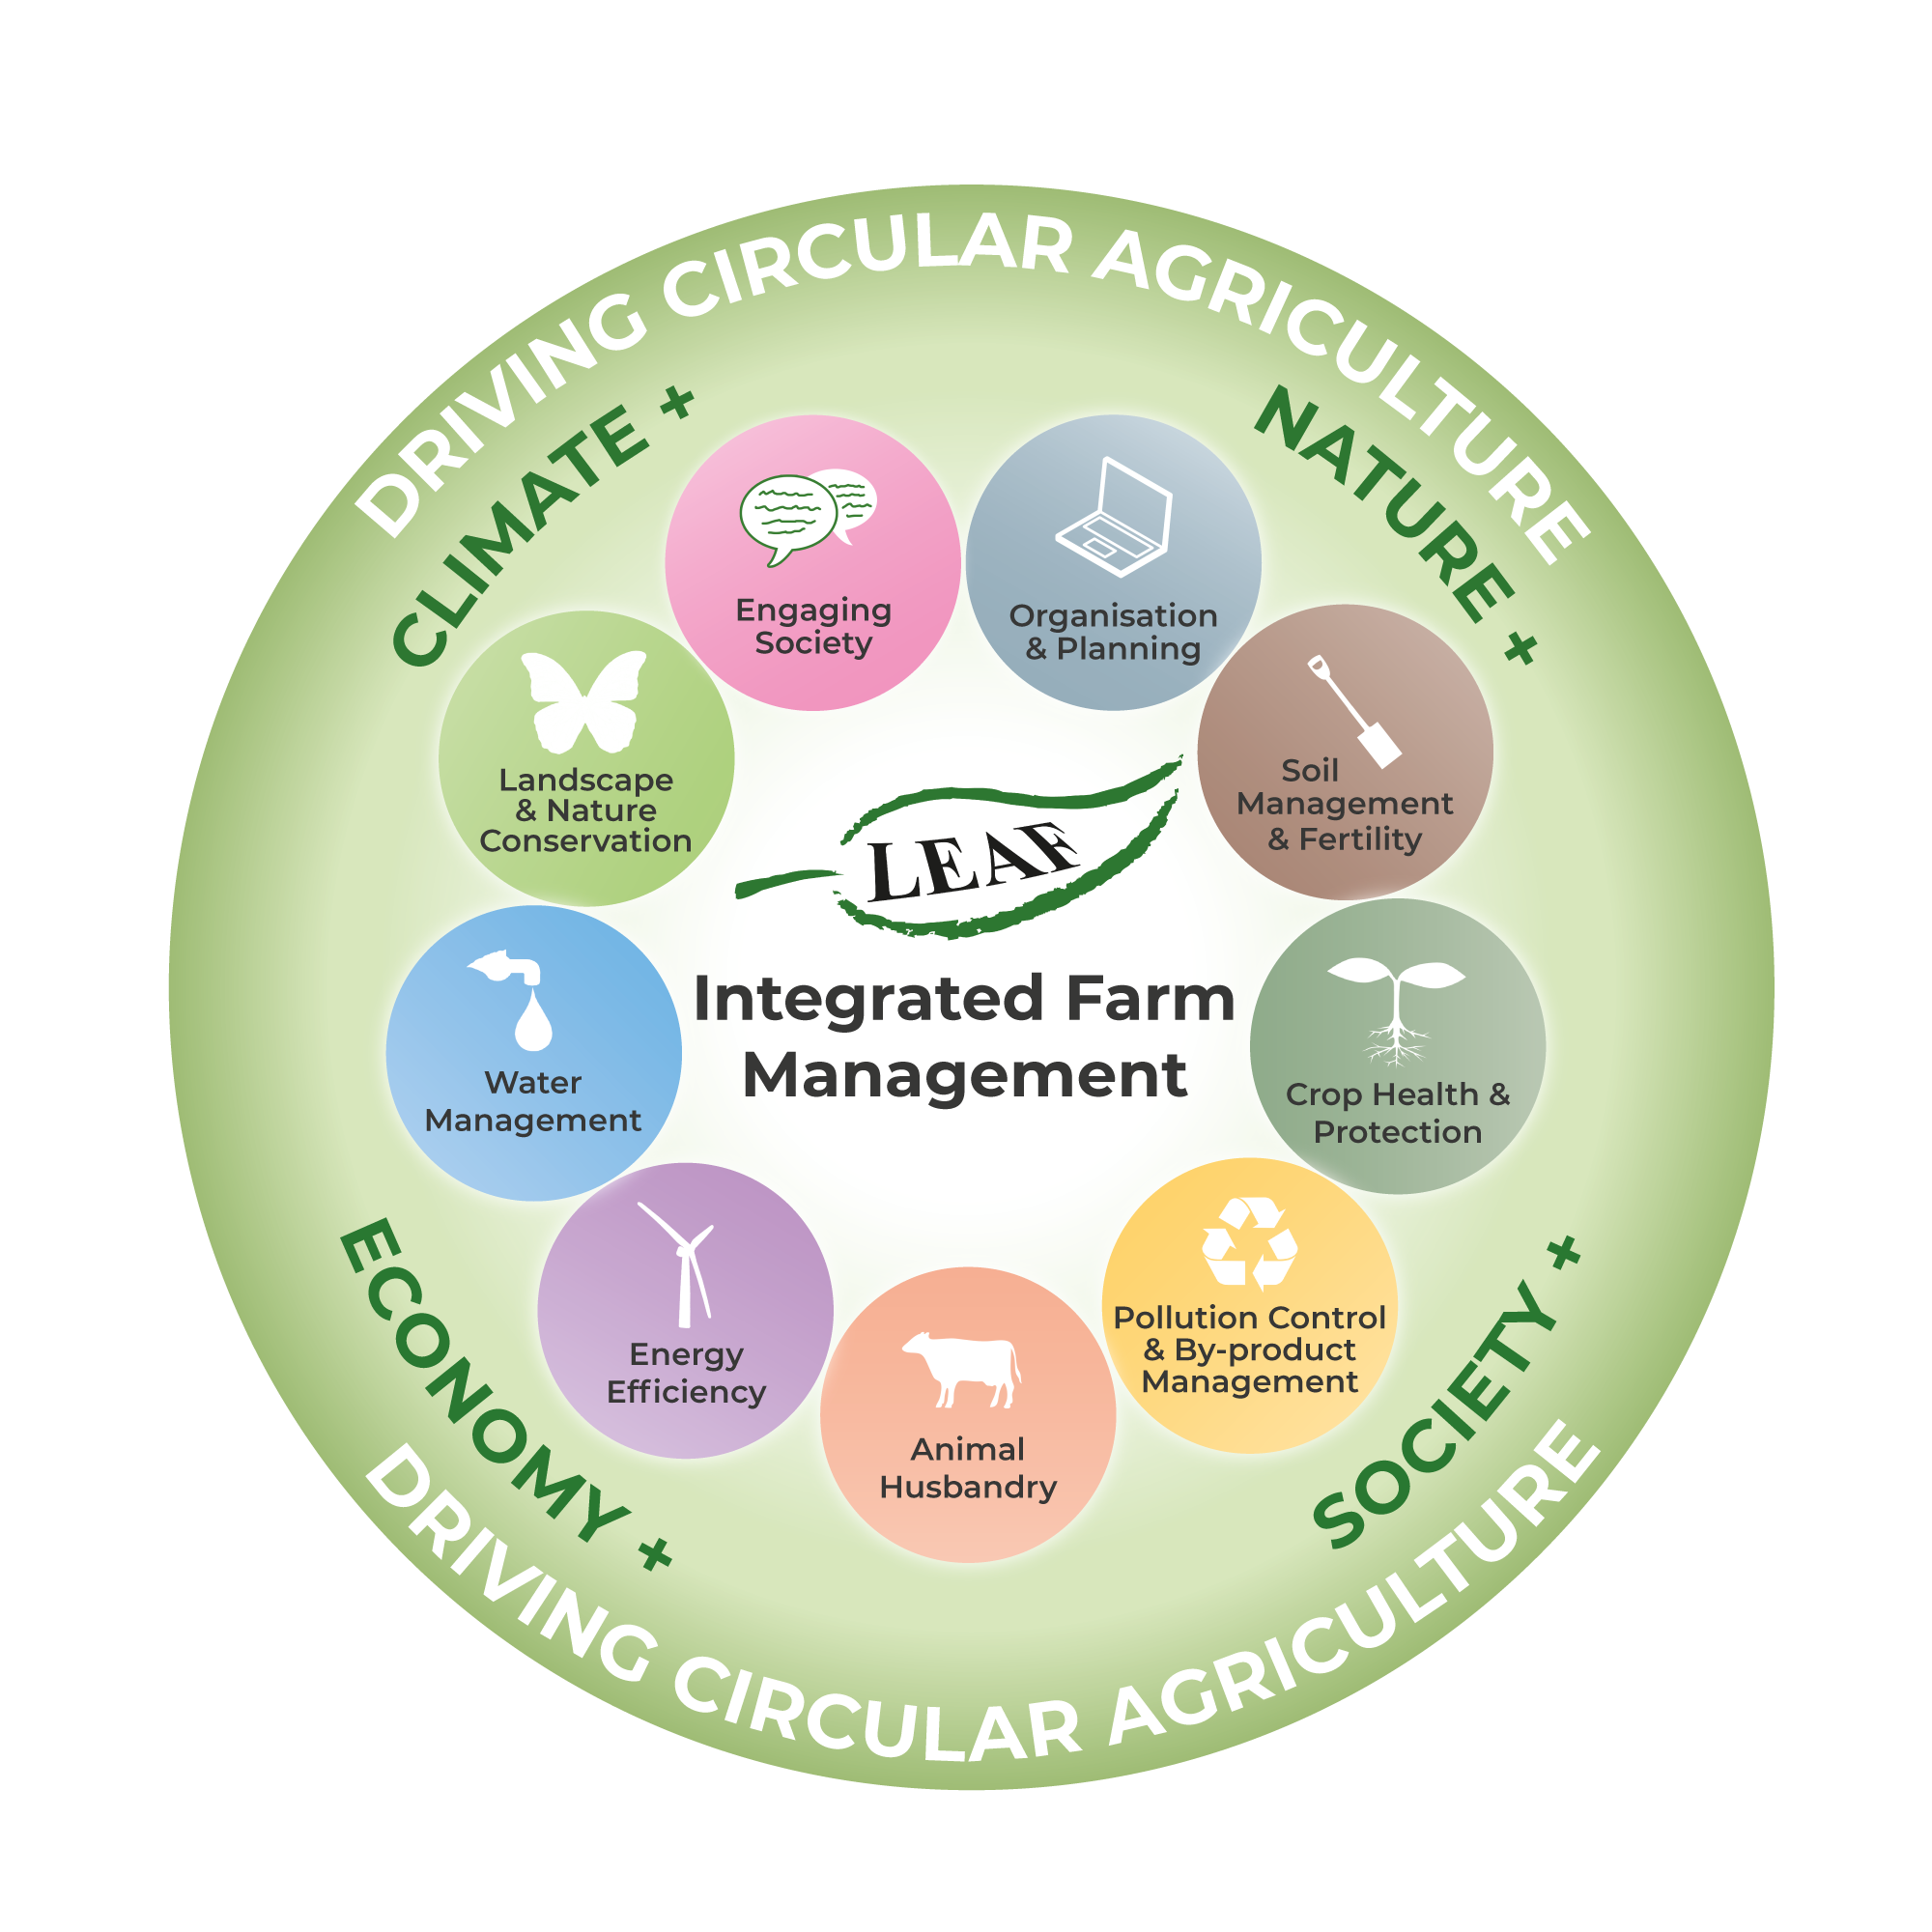 DRIVING CIRCULAR AGRICULTURE
CLIMATE +
NATURE +
Engaging
Society
Organisation
& Planning
Landscape
& Nature
Conservation
Soil
Management
& Fertility
LEAF
Integrated Farm
Management
Water
Management
Crop Health &
Protection
Energy
Efficiency
Pollution Control
& By-product
Management
Animal
Husbandry
ECONOMY +
SOCIETY +
DRIVING CIRCULAR AGRICULTURE